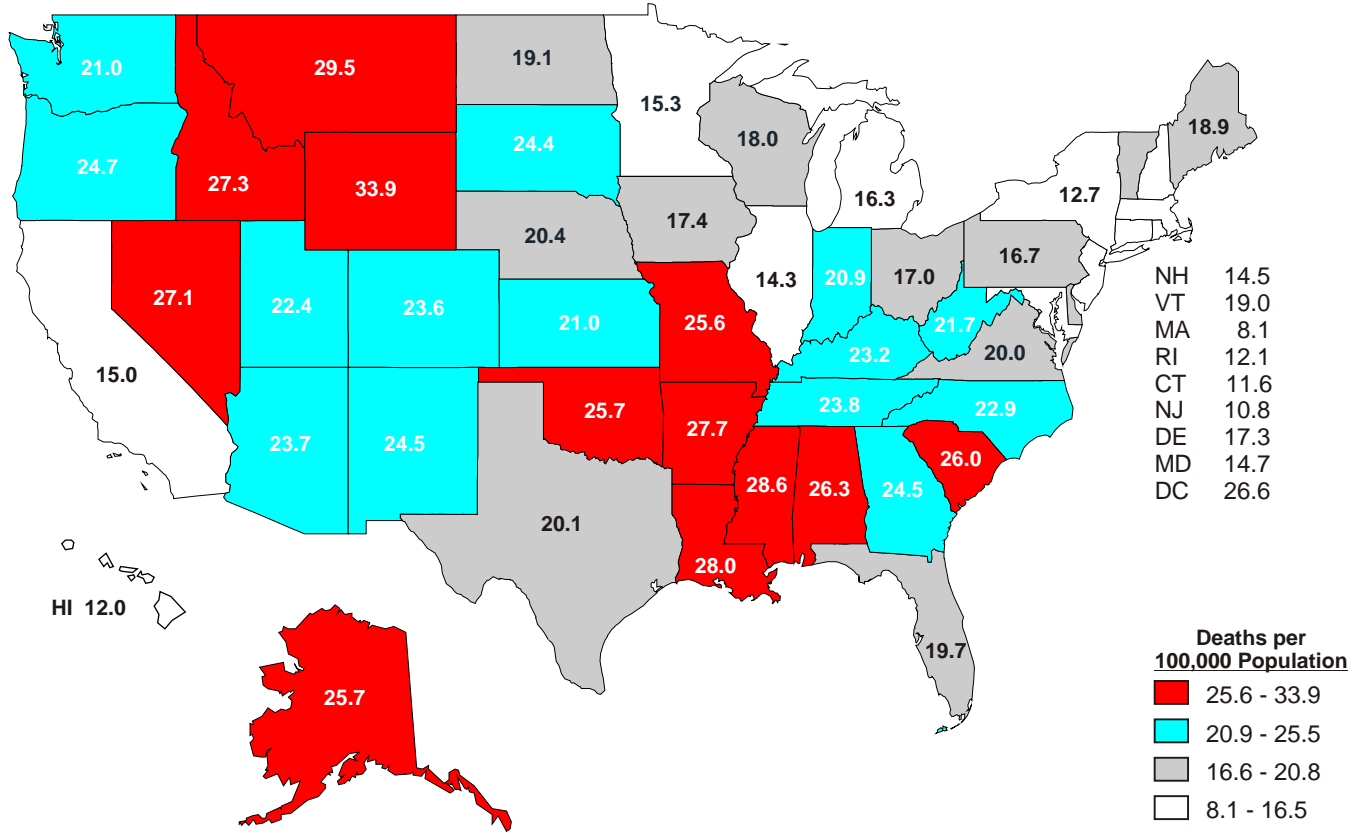 21.0
29.5
19.1
15.3
18.0
18.9
24.7
27.3
33.9
24.4
16.3
12.7
20.4
17.4
27.1
22.4
23.6
21.0
25.6
14.3
20.9
17.0
16.7
21.7
23.2
20.0
15.0
23.7
24.5
25.7
27.7
23.8
22.9
26.0
28.6
26.3
24.5
20.1
28.0
19.7
HI 12.0
25.7
NH 14.5
VT 19.0
MA 8.1
RI 12.1
CT 11.6
NJ 10.8
DE 17.3
MD 14.7
DC 26.6
Deaths per
100,000 Population
25.6 - 33.9
20.9 - 25.5
16.6 - 20.8
8.1 - 16.5